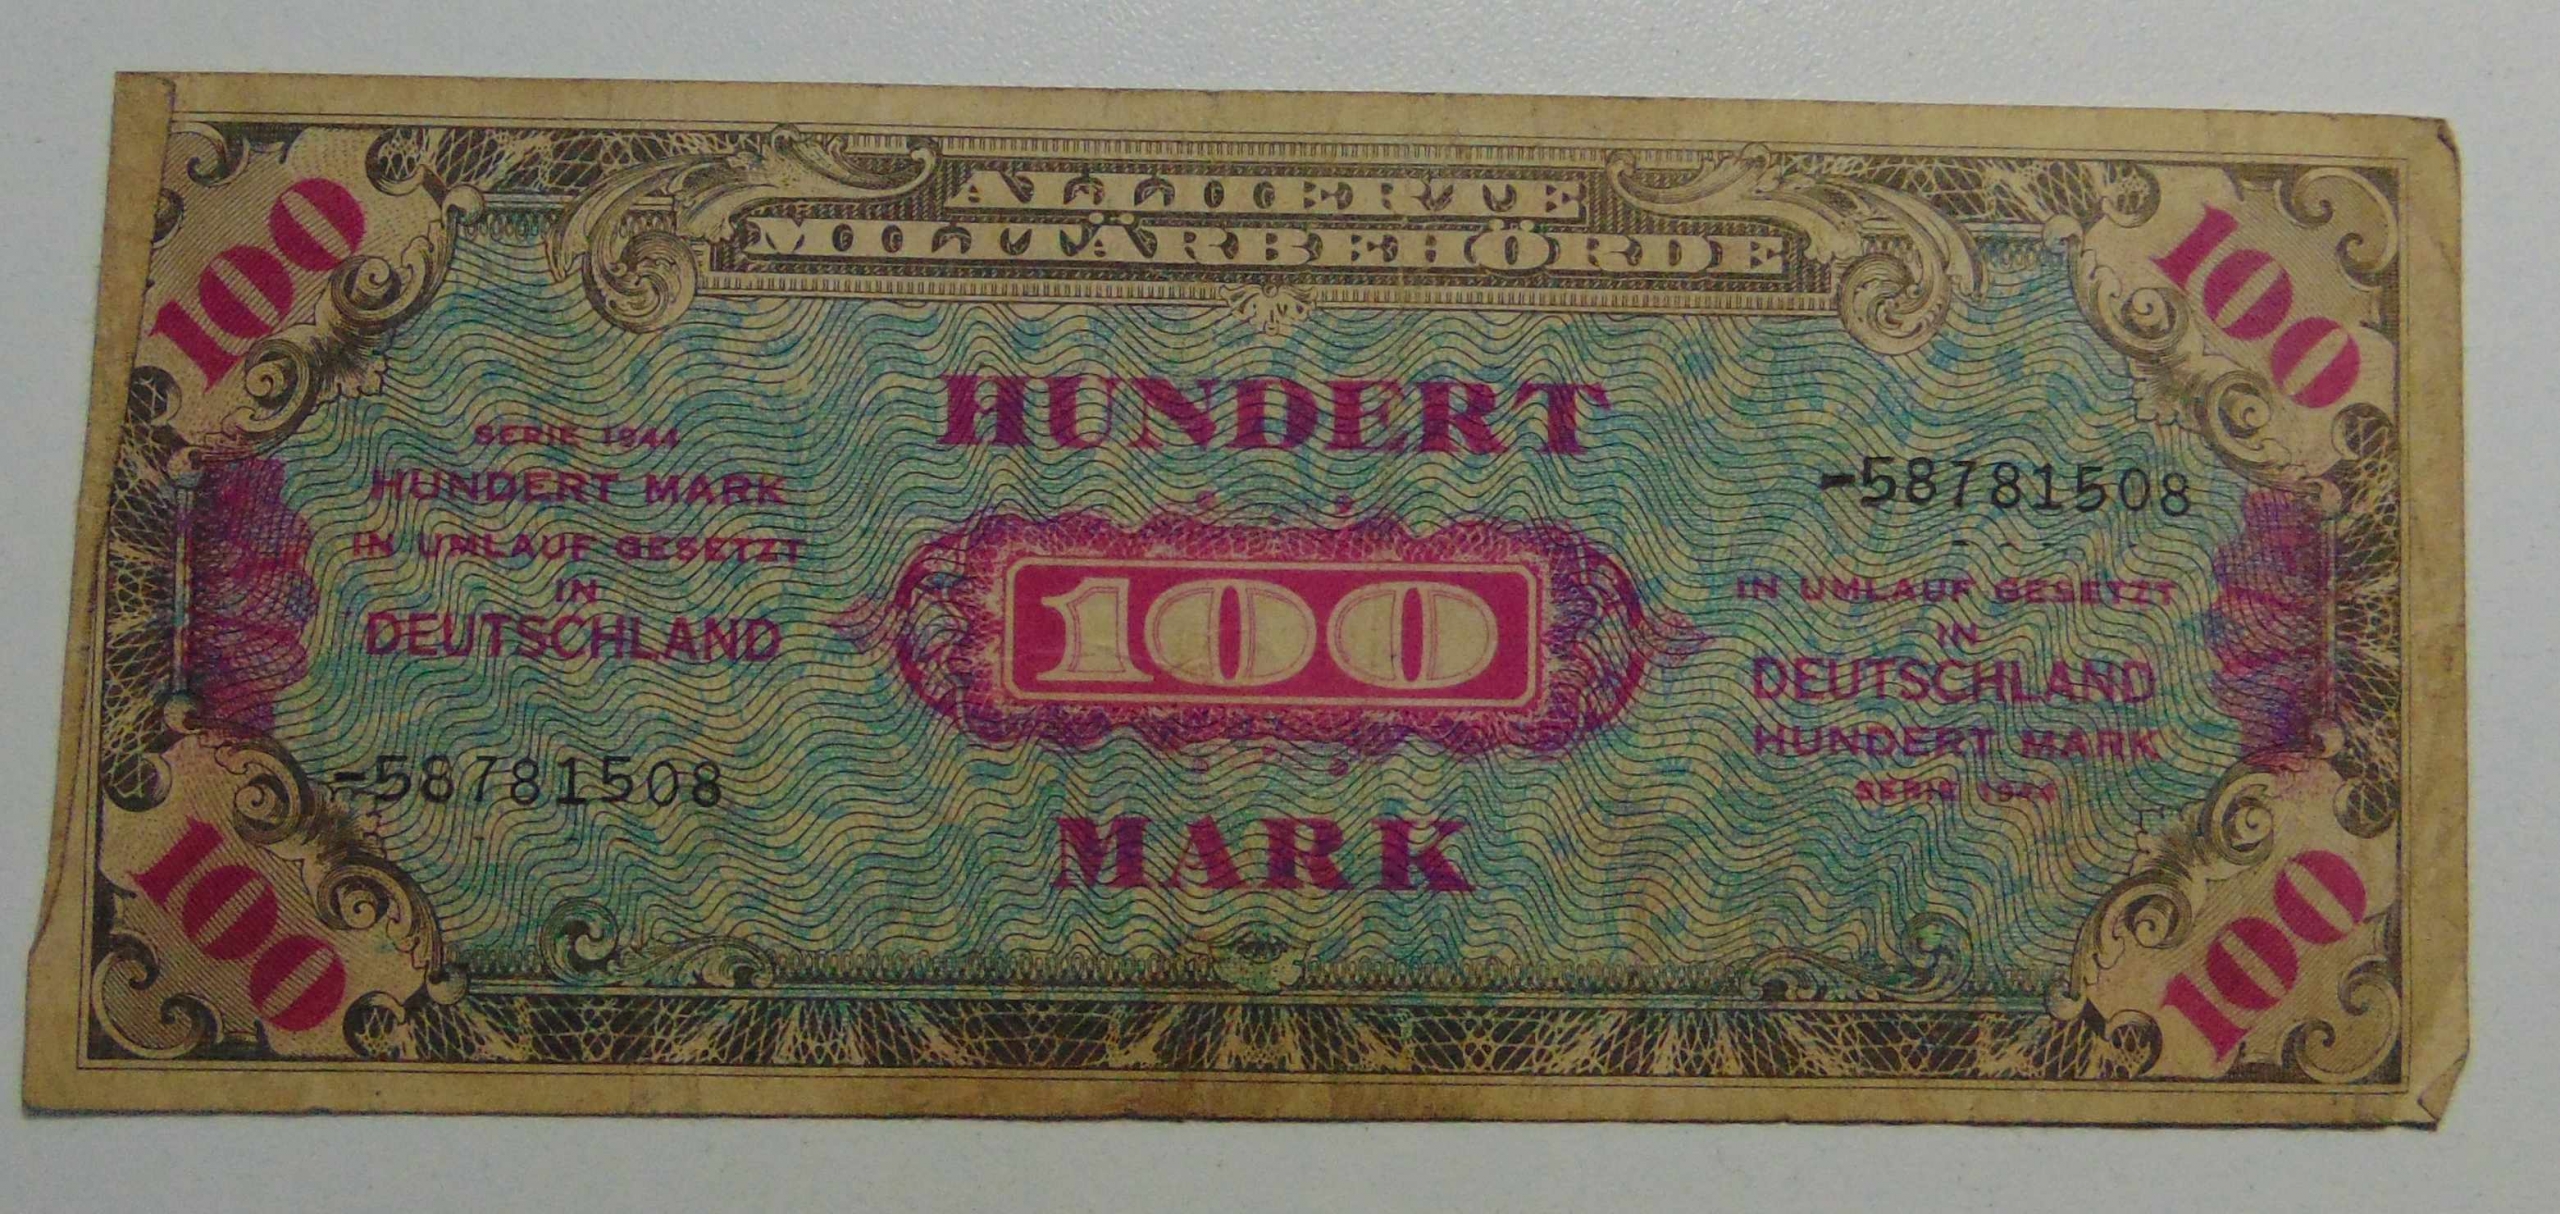 100
ALLIIERTE
MILITÄRBEHÖRDE
100
HUNDERT
SERIE 1944
HUNDERT MARK
IN UMLAUF GESETZT
IN
DEUTSCHLAND
-58781508
100
-58781508
IN UMLAUF GESETZT
IN
DEUTSCHLAND
HUNDERT MARK
SERIE 1944
MARK
100
100